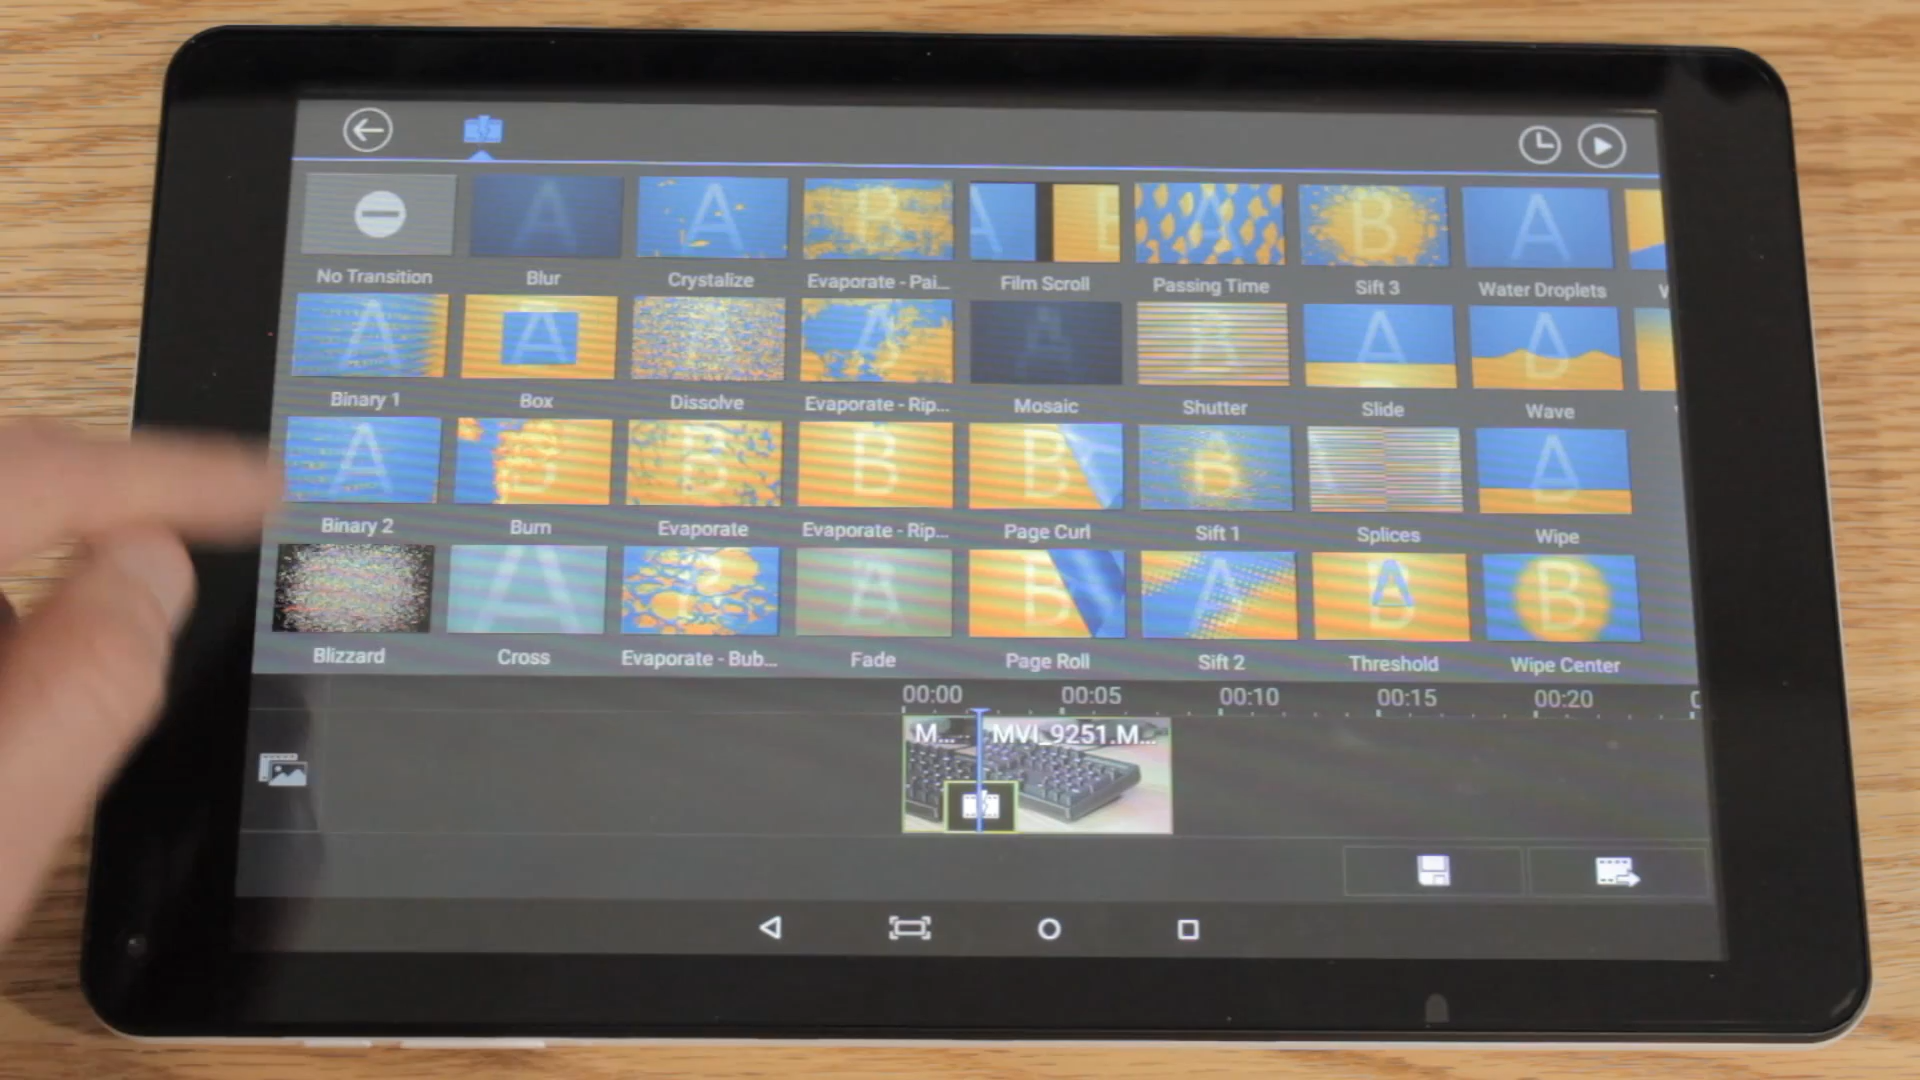 No Transition Blur Crystalize Evaporate - Pai... Film Scroll Passing Time Sift 3 Water Droplets
Binary 1 Box Dissolve Evaporate - Rip... Mosaic Shutter Slide Wave
Binary 2 Burn Evaporate Evaporate - Rip... Page Curl Sift 1 Splices Wipe
Blizzard Cross Evaporate - Bub... Fade Page Roll Sift 2 Threshold Wipe Center
00:00 00:05 00:10 00:15 00:20
M... MVI_9251.M...